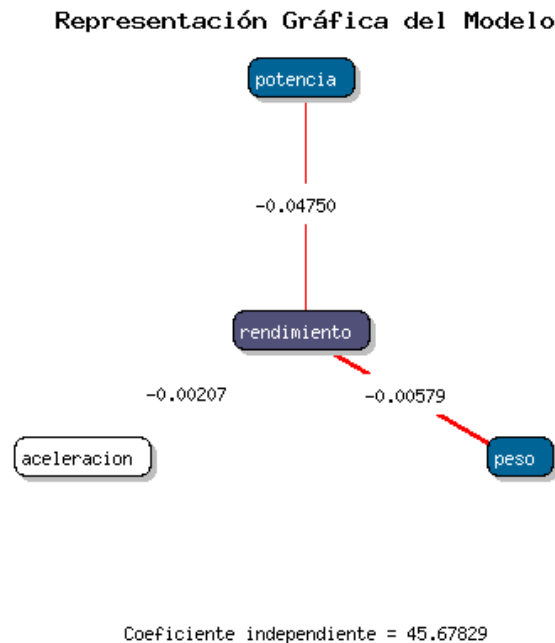 Representación Gráfica del Modelo
potencia
-0.04750
rendimiento
-0.00207
-0.00579
aceleracion
peso
Coeficiente independiente = 45.67829